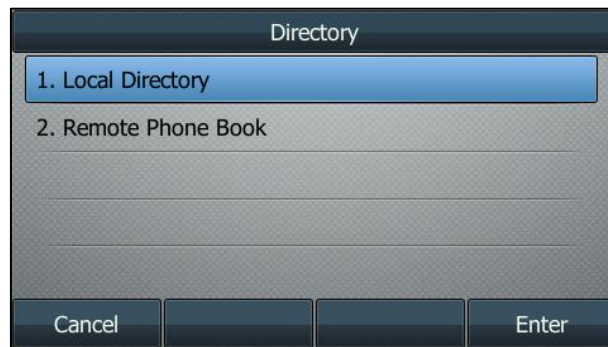 Directory
1. Local Directory
2. Remote Phone Book
Cancel Enter